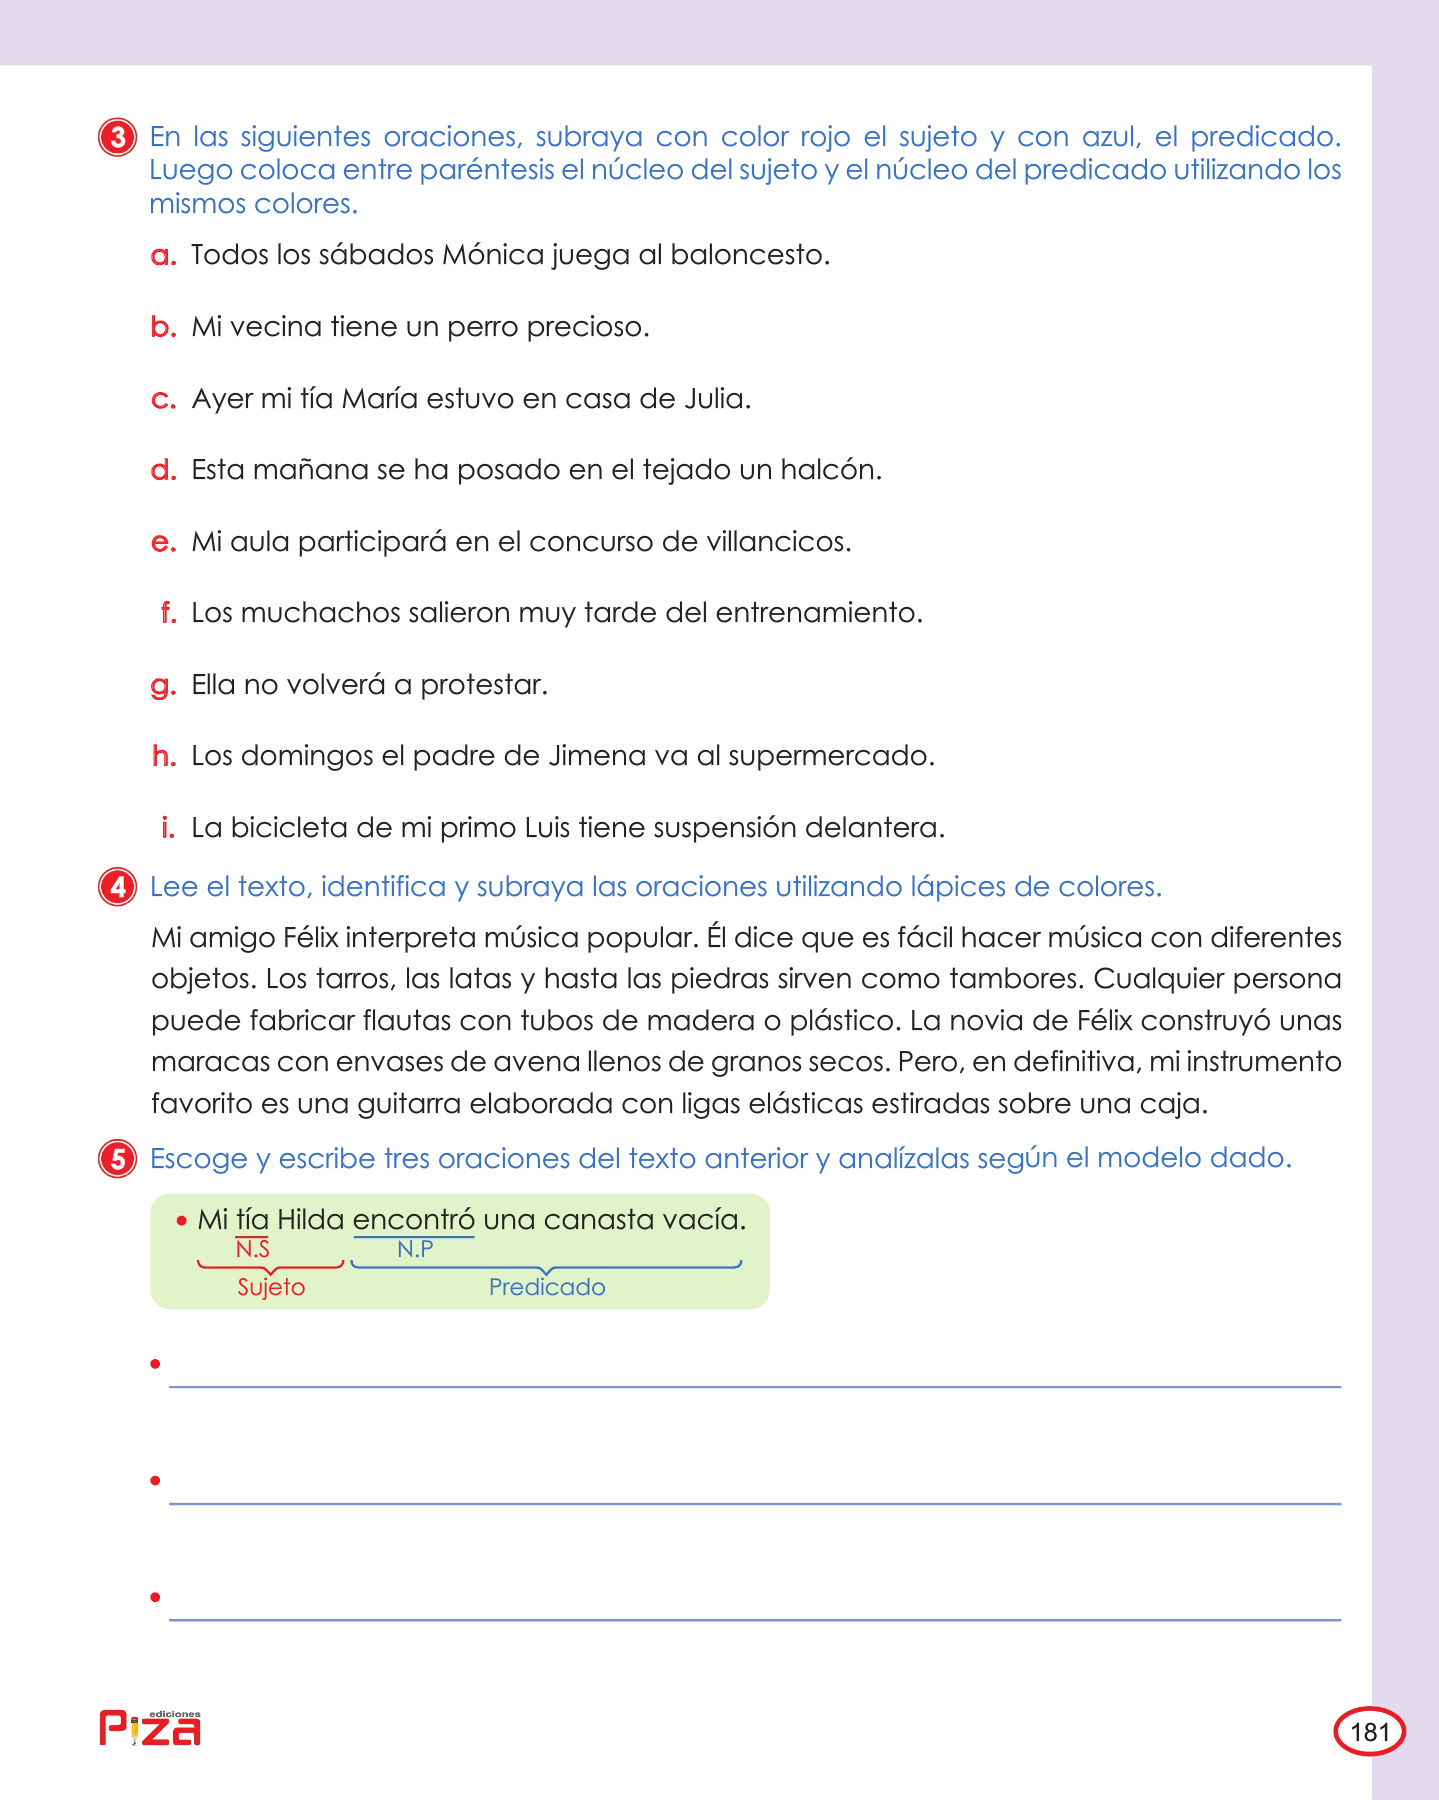 3 En las siguientes oraciones, subraya con color rojo el sujeto y con azul, el predicado.
Luego coloca entre paréntesis el núcleo del sujeto y el núcleo del predicado utilizando los
mismos colores.
a. Todos los sábados Mónica juega al baloncesto.
b. Mi vecina tiene un perro precioso.
c. Ayer mi tía María estuvo en casa de Julia.
d. Esta mañana se ha posado en el tejado un halcón.
e. Mi aula participará en el concurso de villancicos.
f. Los muchachos salieron muy tarde del entrenamiento.
g. Ella no volverá a protestar.
h. Los domingos el padre de Jimena va al supermercado.
i. La bicicleta de mi primo Luis tiene suspensión delantera.
4 Lee el texto, identifica y subraya las oraciones utilizando lápices de colores.
Mi amigo Félix interpreta música popular. Él dice que es fácil hacer música con diferentes
objetos. Los tarros, las latas y hasta las piedras sirven como tambores. Cualquier persona
puede fabricar flautas con tubos de madera o plástico. La novia de Félix construyó unas
maracas con envases de avena llenos de granos secos. Pero, en definitiva, mi instrumento
favorito es una guitarra elaborada con ligas elásticas estiradas sobre una caja.
5 Escoge y escribe tres oraciones del texto anterior y analízalas según el modelo dado.
• Mi tía Hilda encontró una canasta vacía.
N.S N.P
Sujeto Predicado
•
•
•
ediciones
Piza
181